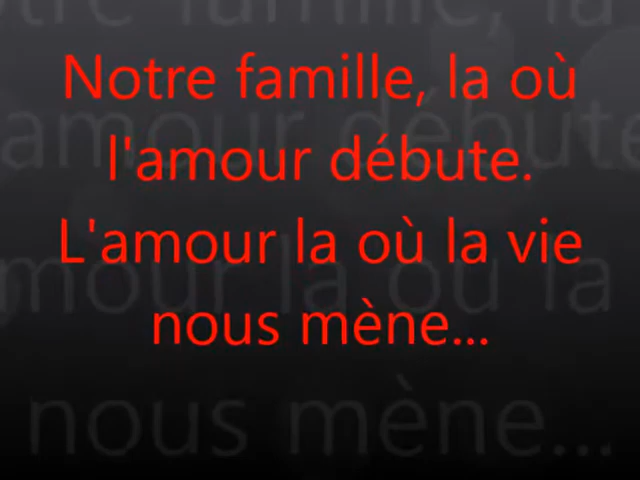 Notre famille, la où
l'amour débute.
L'amour la où la vie
nous mène...